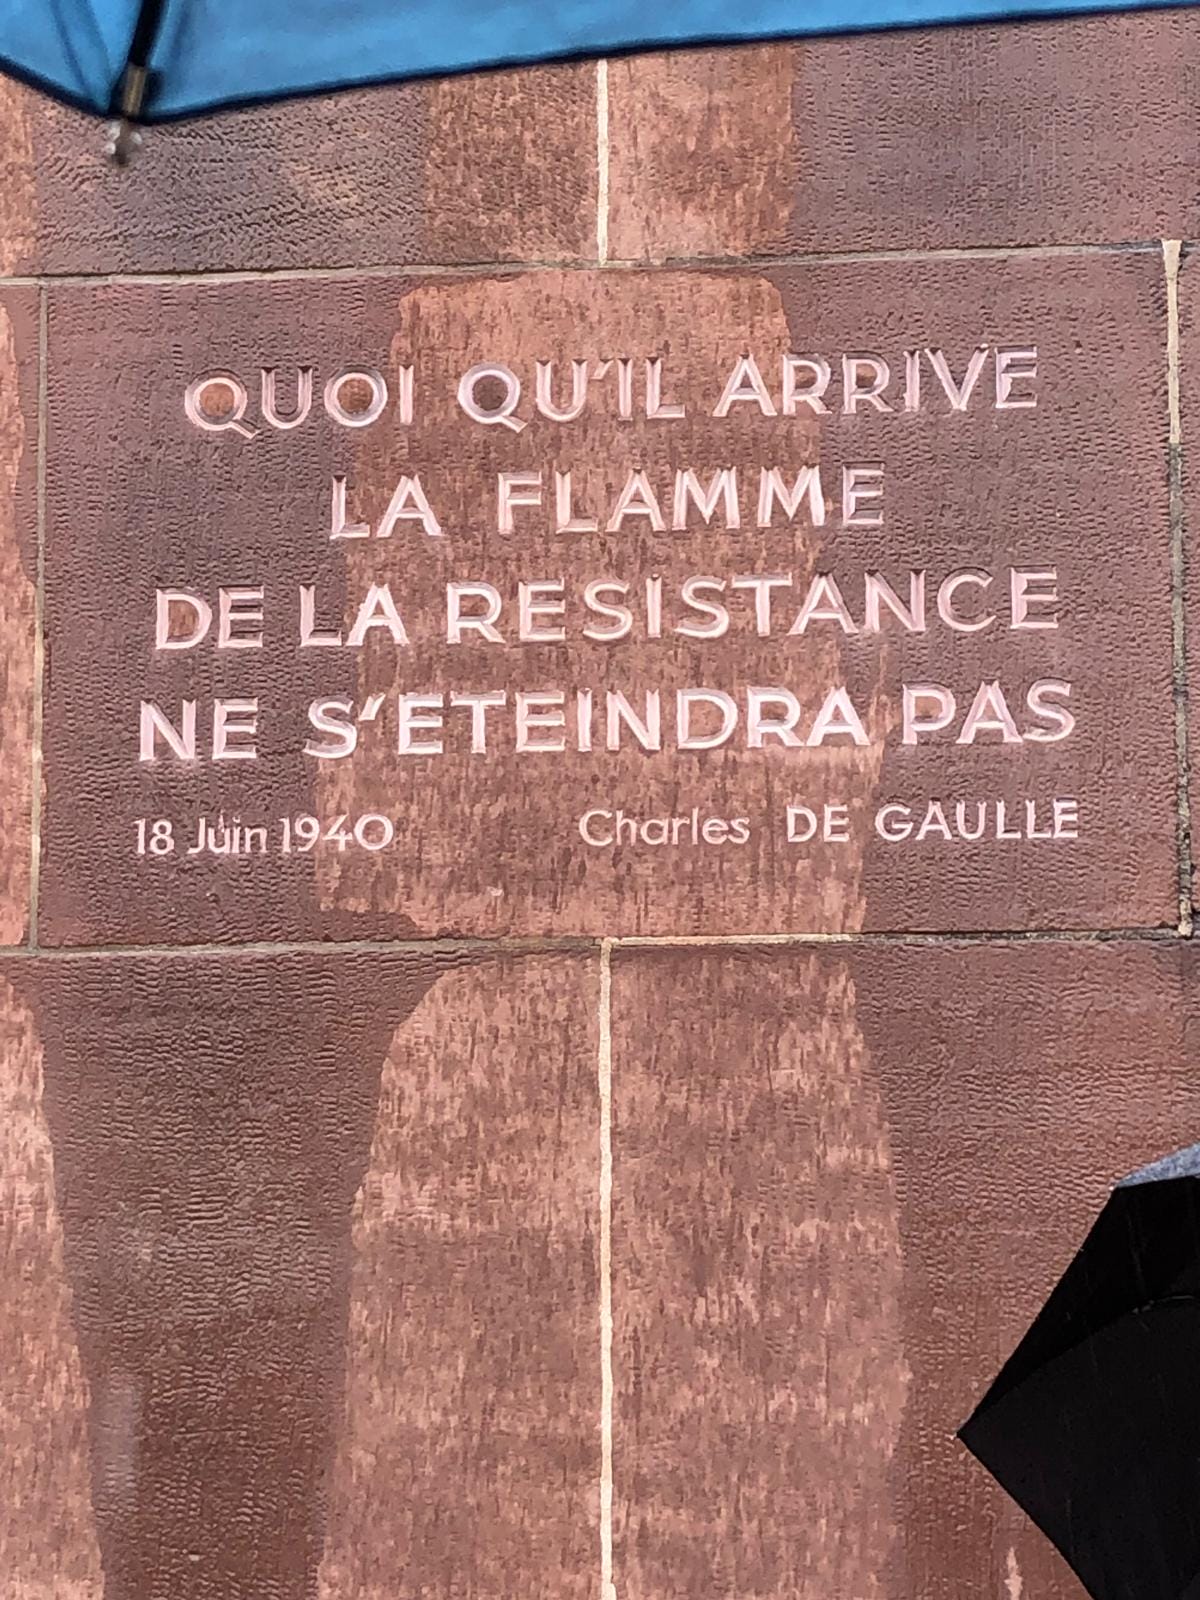 QUOI QU'IL ARRIVE
LA FLAMME
DE LA RESISTANCE
NE S'ETEINDRA PAS
18 Juin 1940 Charles DE GAULLE